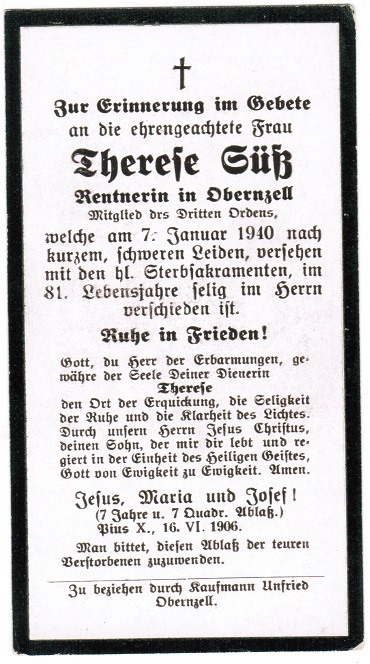 Zur Erinnerung im Gebete
an die ehrengeachtete Frau
Therese Süß
Rentnerin in Obernzell
Mitglied drs Dritten Ordens,
welche am 7. Januar 1940 nach
kurzem, schweren Leiden, versehen
mit den hl. Sterbsakramenten, im
81. Lebensjahre selig im Herrn
verschieden ist.
Ruhe in Frieden!
Gott, du Herr der Erbarmungen, ge-
währe der Seele Deiner Dienerin
Therese
den Ort der Erquickung, die Seligkeit
der Ruhe und die Klarheit des Lichtes.
Durch unsern Herrn Jesus Christus,
deinen Sohn, der mir dir lebt und re-
giert in der Einheit des Heiligen Geistes,
Gott von Ewigkeit zu Ewigkeit. Amen.
Jesus, Maria und Josef!
(7 Jahre u. 7 Quadr. Ablaß.)
Pius X., 16. VI. 1906.
Man bittet, diesen Ablaß der teuren
Verstorbenen zuzuwenden.
Zu beziehen durch Kaufmann Unfried
Obernzell.